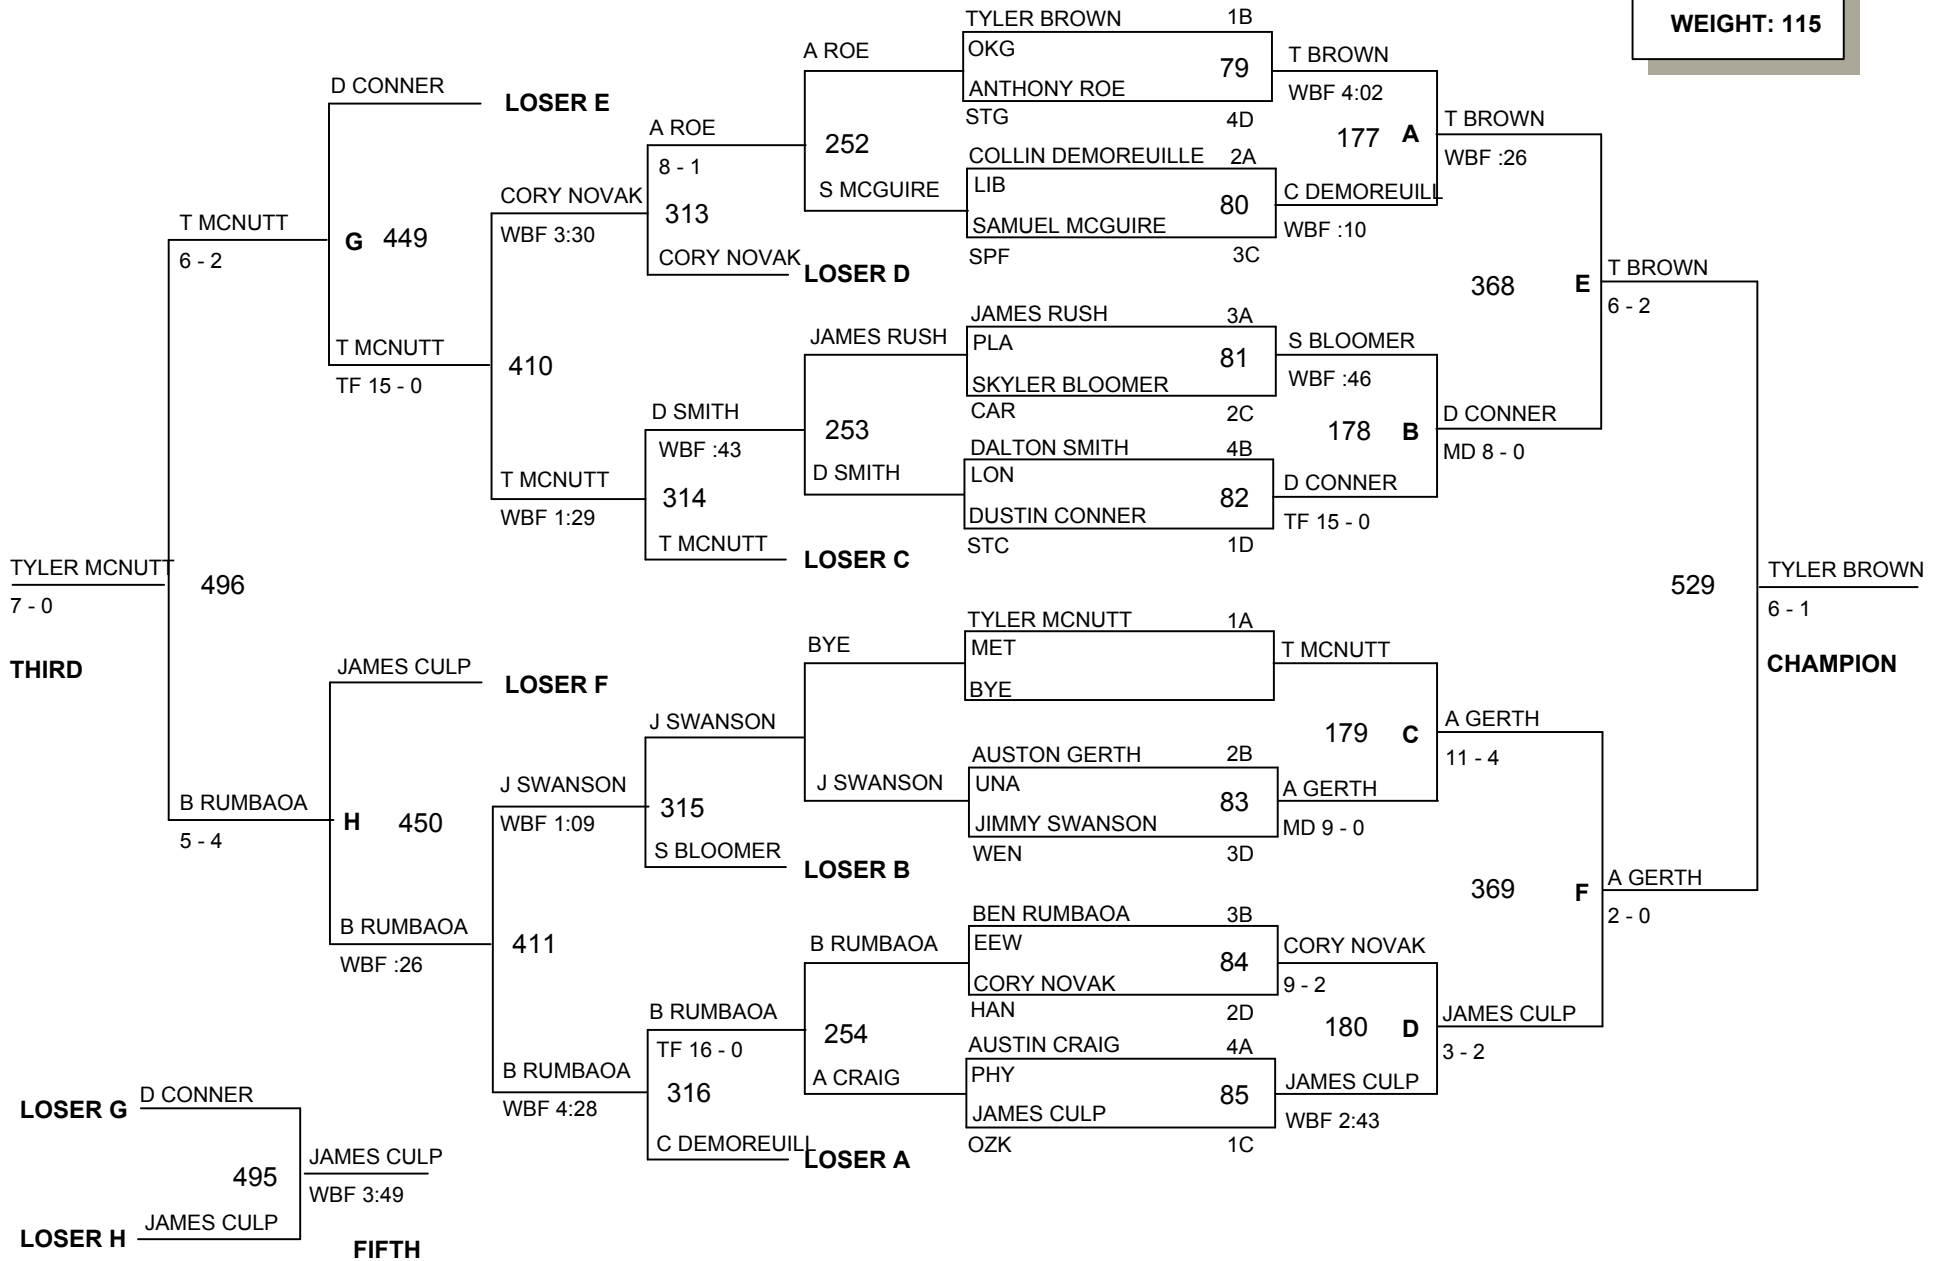 WEIGHT: 115
TYLER BROWN 1B
OKG
79
ANTHONY ROE
STG 4D
COLLIN DEMOREUILLE 2A
LIB
80
SAMUEL MCGUIRE
SPF 3C
JAMES RUSH 3A
PLA
81
SKYLER BLOOMER
CAR 2C
DALTON SMITH 4B
LON
82
DUSTIN CONNER
STC 1D
TYLER MCNUTT 1A
MET
BYE
AUSTON GERTH 2B
UNA
83
JIMMY SWANSON
WEN 3D
BEN RUMBAOA 3B
EEW
84
CORY NOVAK
HAN 2D
AUSTIN CRAIG 4A
PHY
85
JAMES CULP
OZK 1C
T BROWN
WBF 4:02
177 A
C DEMOREUILL
WBF :10
S BLOOMER
WBF :46
178 B
D CONNER
TF 15 - 0
T MCNUTT
179 C
A GERTH
MD 9 - 0
CORY NOVAK
9 - 2
180 D
JAMES CULP
WBF 2:43
T BROWN
WBF :26
368 E
D CONNER
MD 8 - 0
A GERTH
11 - 4
369 F
JAMES CULP
3 - 2
T BROWN
6 - 2
529
A GERTH
2 - 0
TYLER BROWN
6 - 1
CHAMPION
A ROE
252
S MCGUIRE
JAMES RUSH
253
D SMITH
BYE
J SWANSON
B RUMBAOA
254
A CRAIG
A ROE
8 - 1
313
CORY NOVAK
LOSER D
D SMITH
WBF :43
314
T MCNUTT
LOSER C
J SWANSON
315
S BLOOMER
LOSER B
B RUMBAOA
TF 16 - 0
316
C DEMOREUILL
LOSER A
CORY NOVAK
WBF 3:30
410
T MCNUTT
WBF 1:29
J SWANSON
WBF 1:09
411
B RUMBAOA
WBF 4:28
D CONNER
LOSER E
G 449
T MCNUTT
TF 15 - 0
JAMES CULP
LOSER F
H 450
B RUMBAOA
WBF :26
T MCNUTT
6 - 2
496
B RUMBAOA
5 - 4
TYLER MCNUTT
7 - 0
THIRD
LOSER G
D CONNER
495
LOSER H
JAMES CULP
JAMES CULP
WBF 3:49
FIFTH